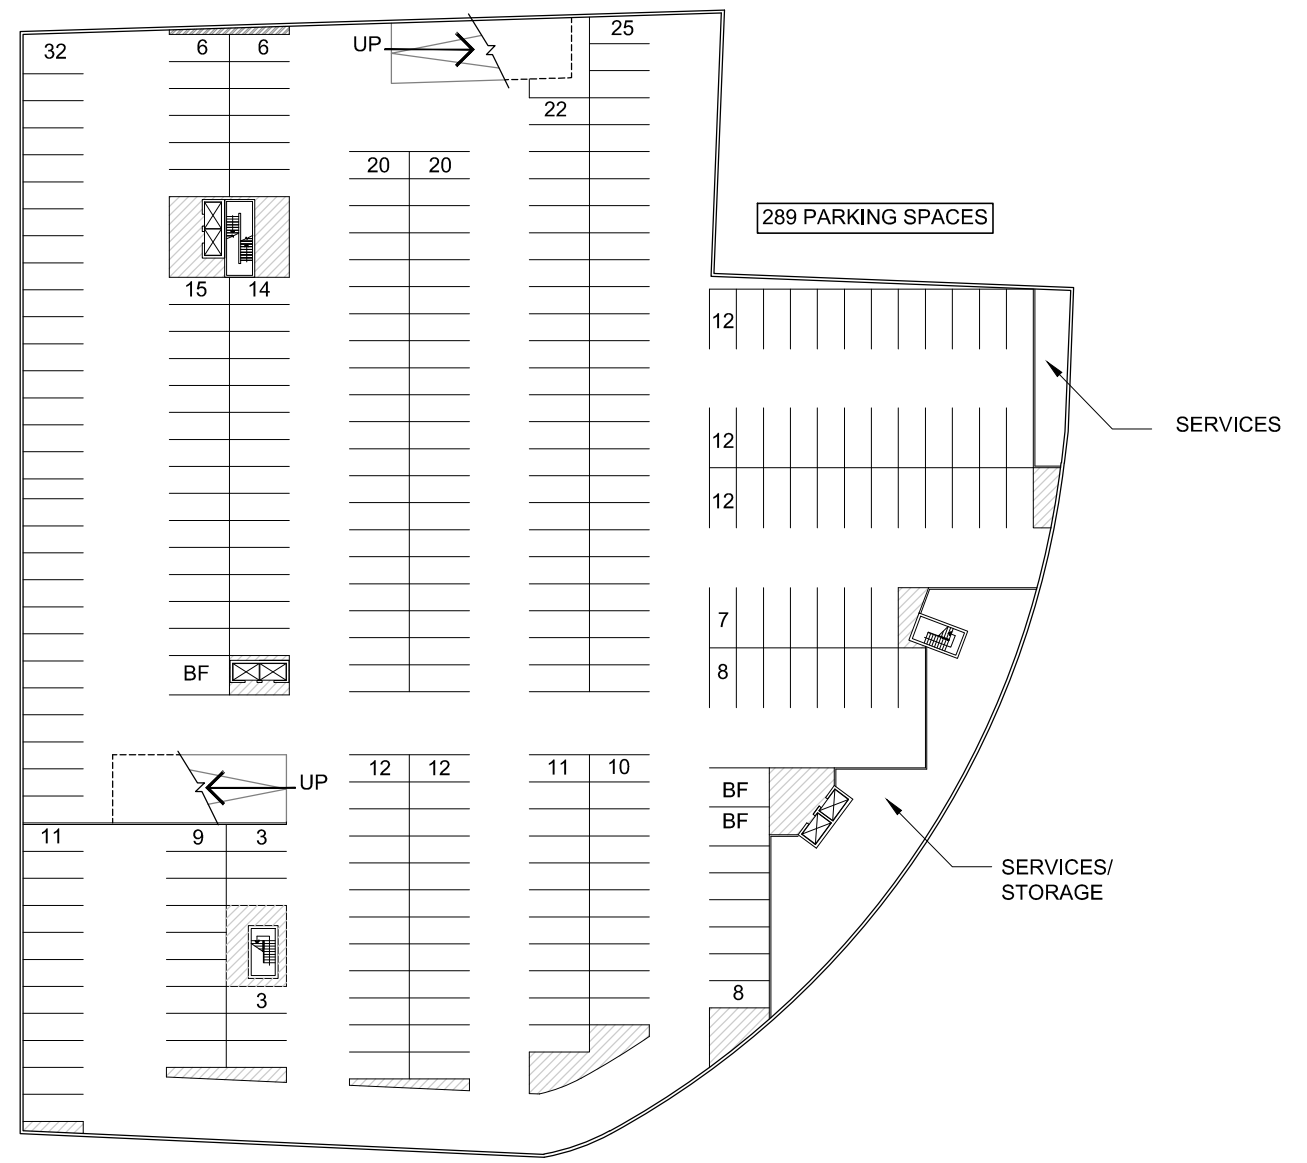 25
32
6
6
UP
Z
22
20
20
289 PARKING SPACES
15
14
12
SERVICES
12
12
7
BF
8
12
12
11
10
UP
Z
BF
BF
11
9
3
SERVICES/
STORAGE
8
3